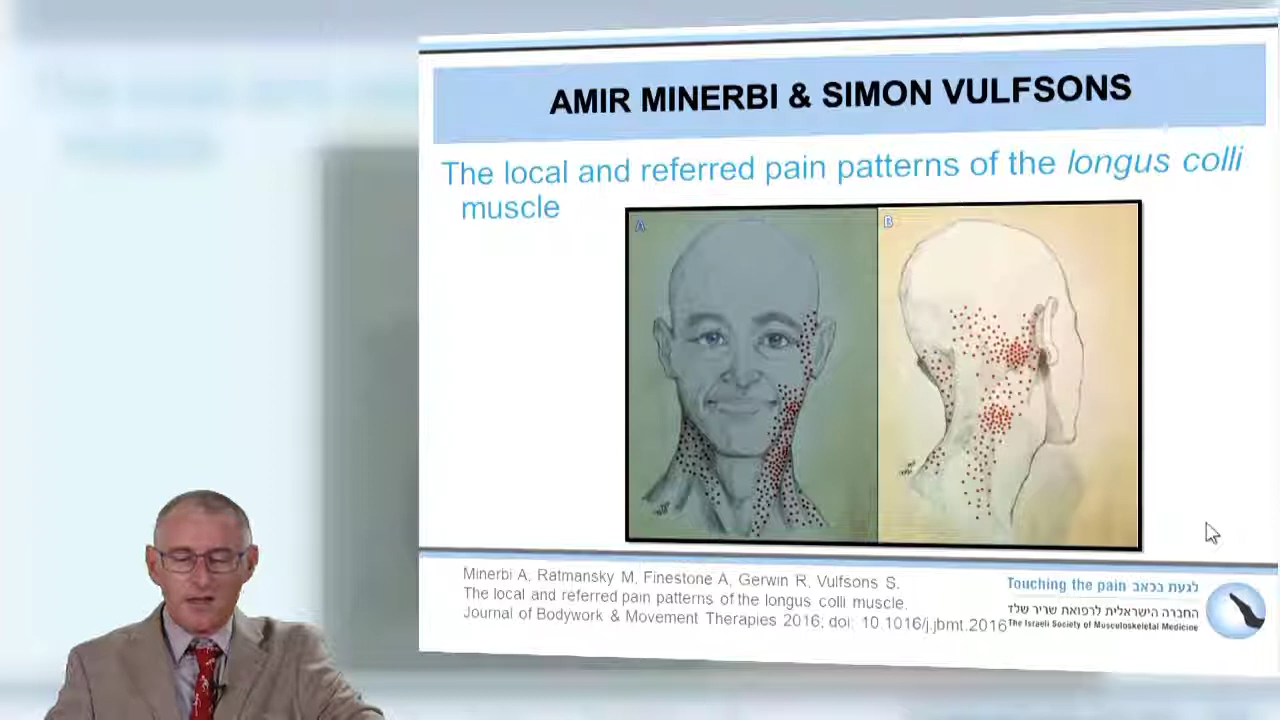 AMIR MINERBI & SIMON VULFSONS
The local and referred pain patterns of the longus colli
muscle
A
B
Minerbi A, Ratmansky M, Finestone A, Gerwin R, Vulfsons S.
The local and referred pain patterns of the longus colli muscle.
Journal of Bodywork & Movement Therapies 2016, doi: 10.1016/j.jbmt.2016
Touching the pain לגעת בכאב
החברה הישראלית לרפואת שריר שלד
The Israeli Society of Musculoskeletal Medicine